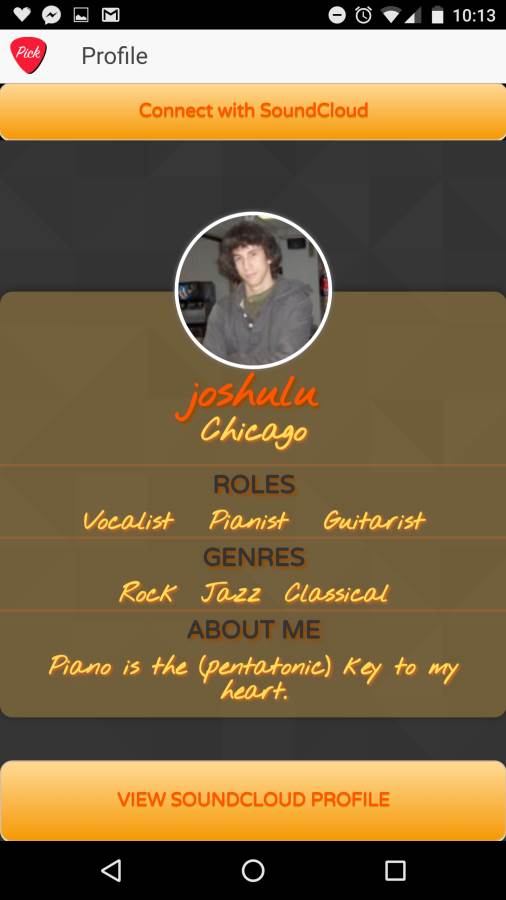 10:13
Pick
Profile
Connect with SoundCloud
joshulu
Chicago
ROLES
Vocalist Pianist Guitarist
GENRES
Rock Jazz Classical
ABOUT ME
Piano is the (pentatonic) key to my
heart.
VIEW SOUNDCLOUD PROFILE